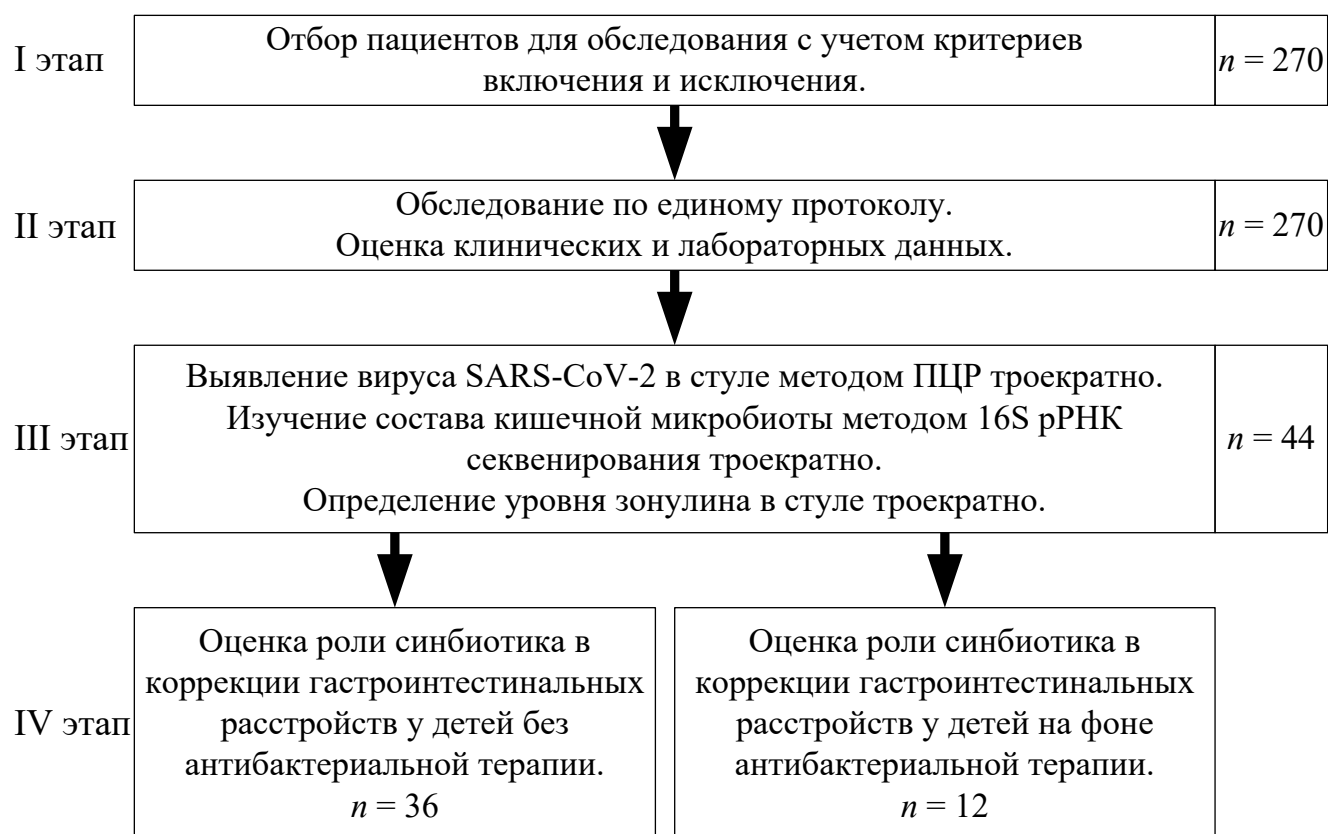 I этап
Отбор пациентов для обследования с учетом критериев
включения и исключения.
n = 270
II этап
Обследование по единому протоколу.
Оценка клинических и лабораторных данных.
n = 270
III этап
Выявление вируса SARS-CoV-2 в стуле методом ПЦР троекратно.
Изучение состава кишечной микробиоты методом 16S рРНК
секвенирования троекратно.
Определение уровня зонулина в стуле троекратно.
n = 44
IV этап
Оценка роли синбиотика в
коррекции гастроинтестинальных
расстройств у детей без
антибактериальной терапии.
n = 36
Оценка роли синбиотика в
коррекции гастроинтестинальных
расстройств у детей на фоне
антибактериальной терапии.
n = 12